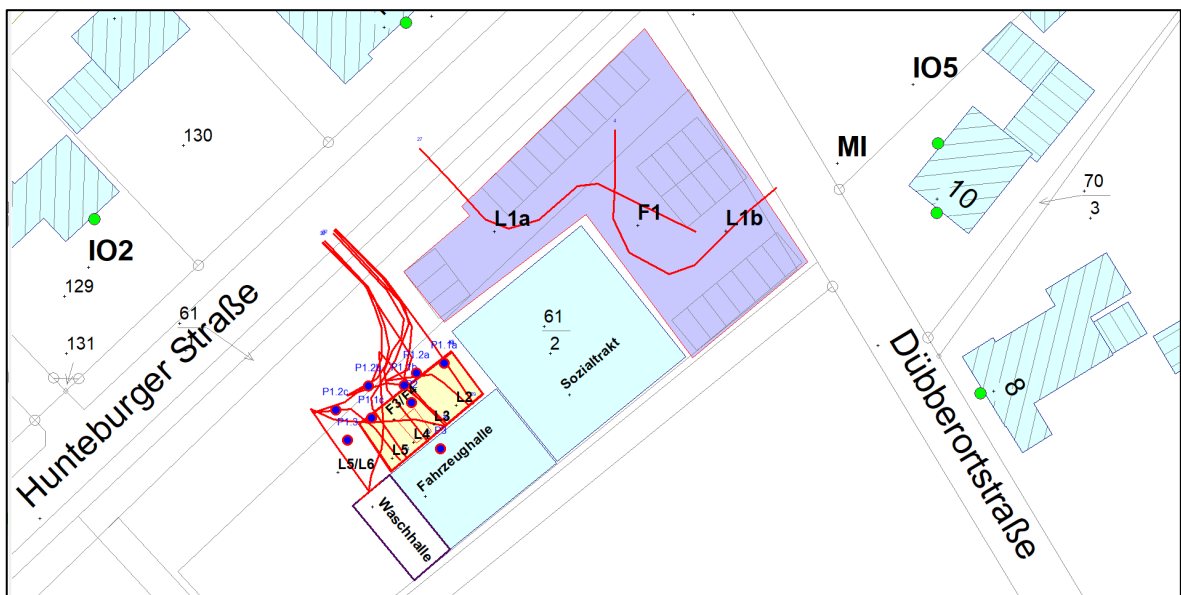 IO5
130
MI
10
70
3
L1a
F1
L1b
IO2
129
61
131
61
2
Hunteburger Straße
Dübberortstraße
8
Sozialtrakt
P1.1a
P1.2a
P1.2c
P1.1c
P1.3
L2
L3
L4
L5
L5/L6
Fahrzeughalle
Waschhalle